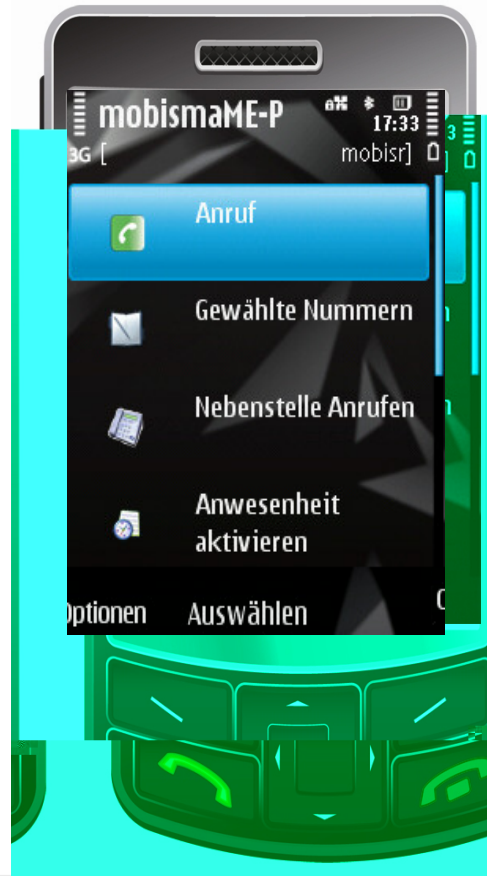 mobismaME-P
17:33
3G [ mobisr]
Anruf
Gewählte Nummern
Nebenstelle Anrufen
Anwesenheit
aktivieren
Optionen Auswählen